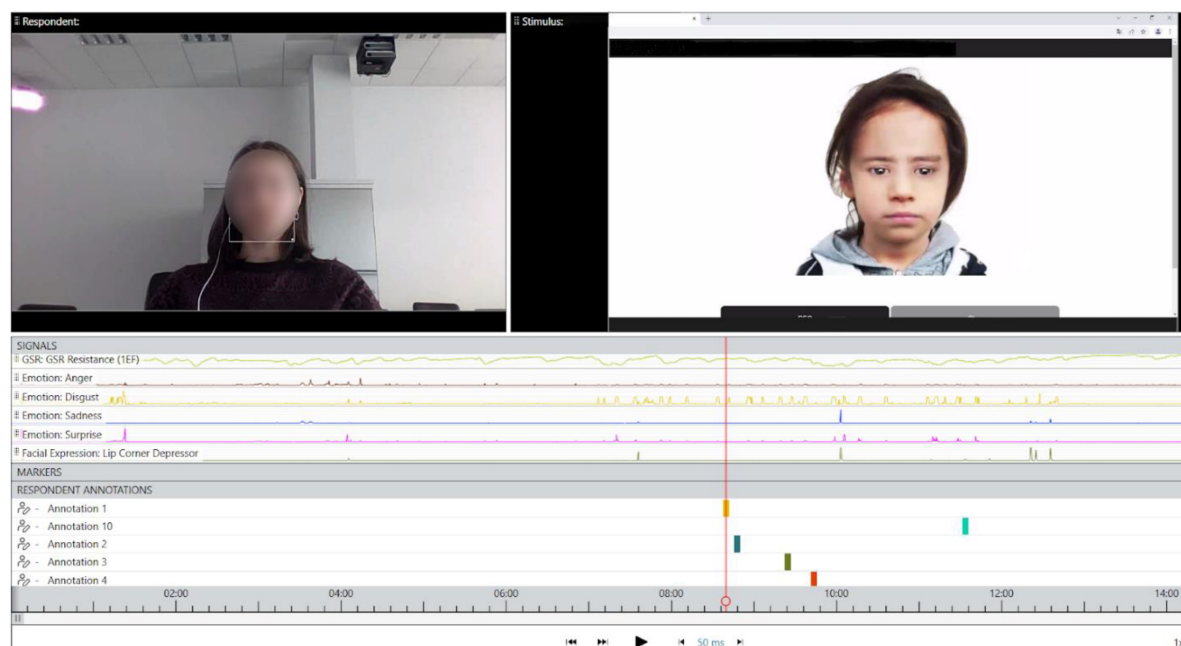 Respondent:
Stimulus:
SIGNALS
GSR: GSR Resistance (1EF)
Emotion: Anger
Emotion: Disgust
Emotion: Sadness
Emotion: Surprise
Facial Expression: Lip Corner Depressor
MARKERS
RESPONDENT ANNOTATIONS
- Annotation 1
- Annotation 10
- Annotation 2
- Annotation 3
- Annotation 4
02:00 04:00 06:00 08:00 10:00 12:00 14:00
50 ms